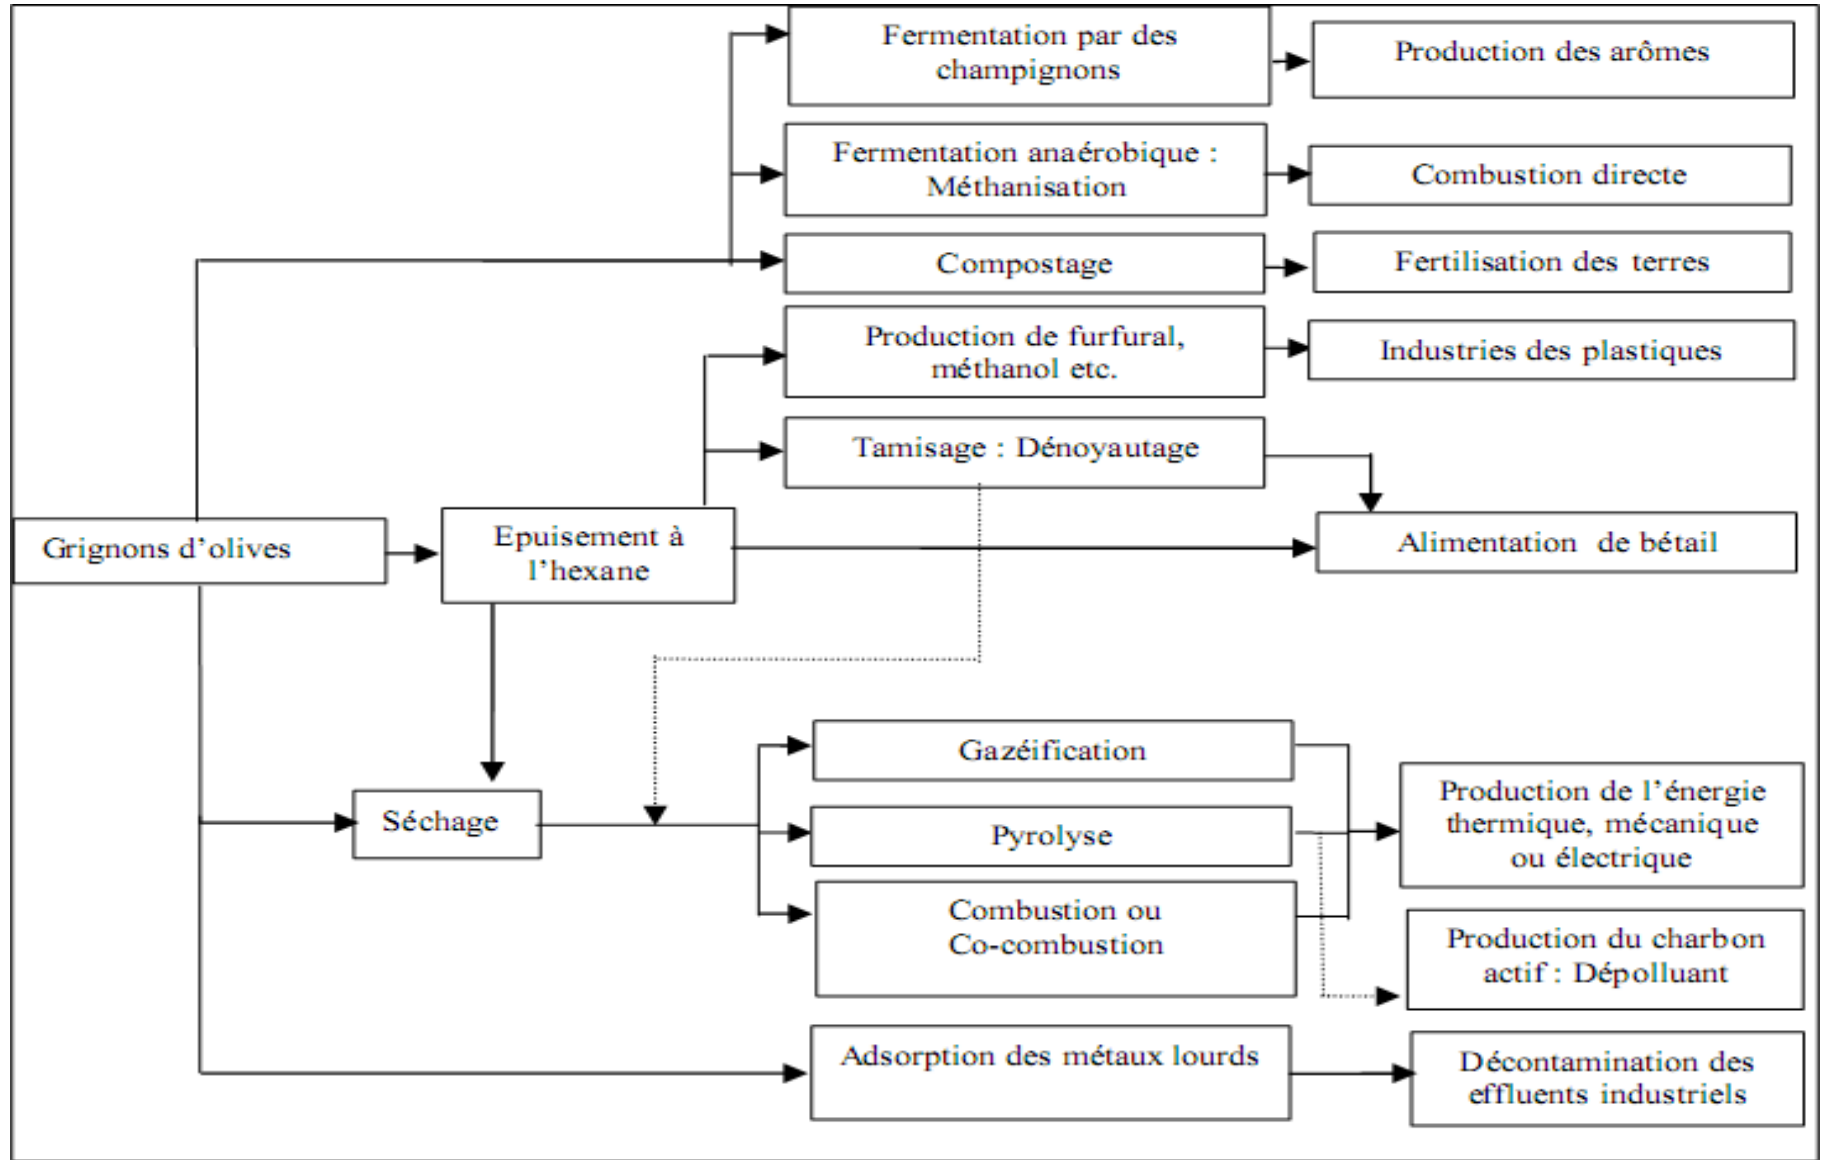 Fermentation par des
champignons
Production des arômes
Fermentation anaérobique :
Méthanisation
Combustion directe
Compostage
Fertilisation des terres
Production de furfural,
méthanol etc.
Industries des plastiques
Tamisage : Dénoyautage
Grignons d’olives
Epuisement à
l’hexane
Alimentation de bétail
Gazéification
Séchage
Pyrolyse
Production de l’énergie
thermique, mécanique
ou électrique
Combustion ou
Co-combustion
Production du charbon
actif : Dépolluant
Adsorption des métaux lourds
Décontamination des
effluents industriels